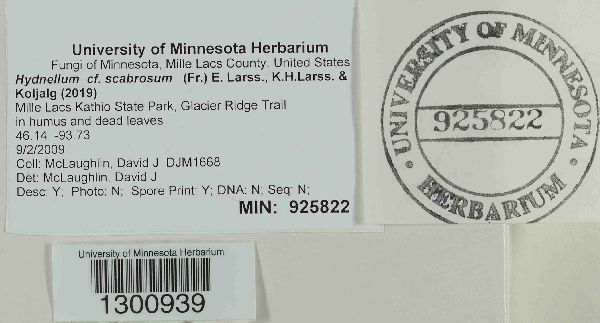 University of Minnesota Herbarium
Fungi of Minnesota, Mille Lacs County, United States
Hydnellum cf. scabrosum (Fr.) E. Larss., K.H.Larss. &
Koljalg (2019)
Mille Lacs Kathio State Park, Glacier Ridge Trail
in humus and dead leaves
46.14 -93.73
9/2/2009
Coll: McLaughlin, David J DJM1668
Det: McLaughlin, David J
Desc: Y; Photo: N; Spore Print: Y; DNA: N; Seq: N;
MIN: 925822
UNIVERSITY OF MINNESOTA
925822
HERBARIUM
University of Minnesota Herbarium
1300939